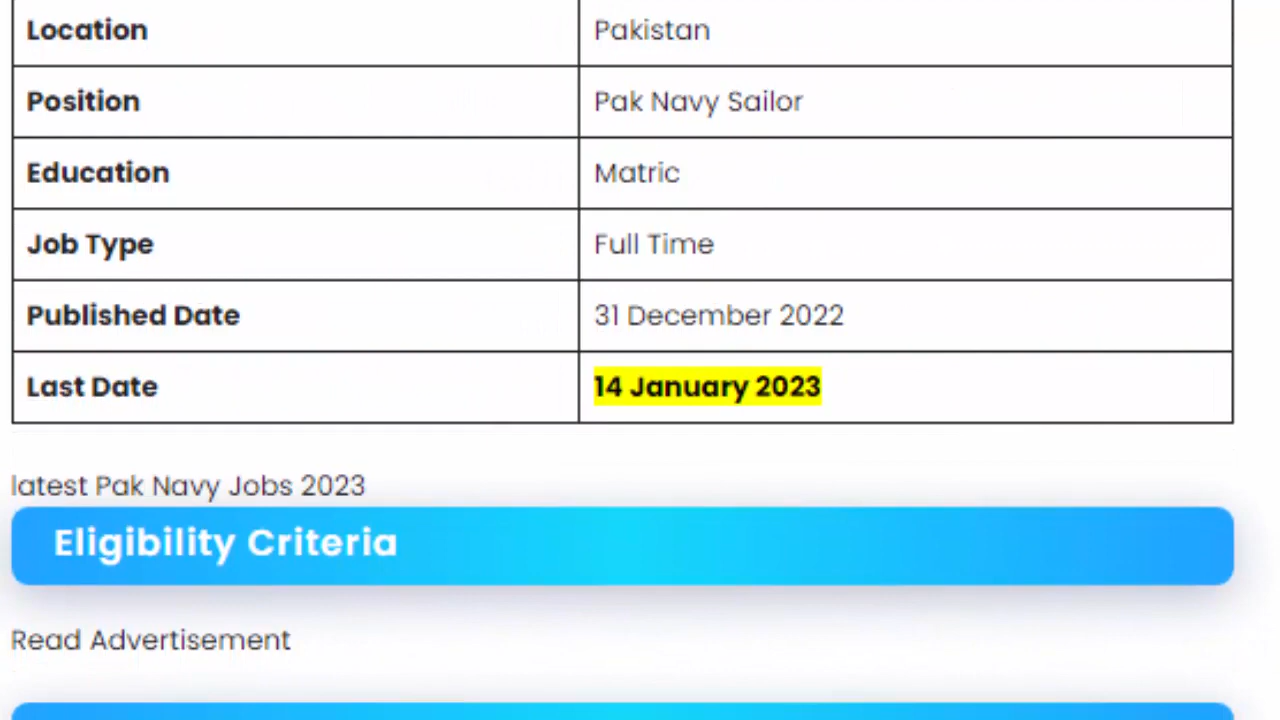 Location Pakistan
Position Pak Navy Sailor
Education Matric
Job Type Full Time
Published Date 31 December 2022
Last Date 14 January 2023
latest Pak Navy Jobs 2023
Eligibility Criteria
Read Advertisement